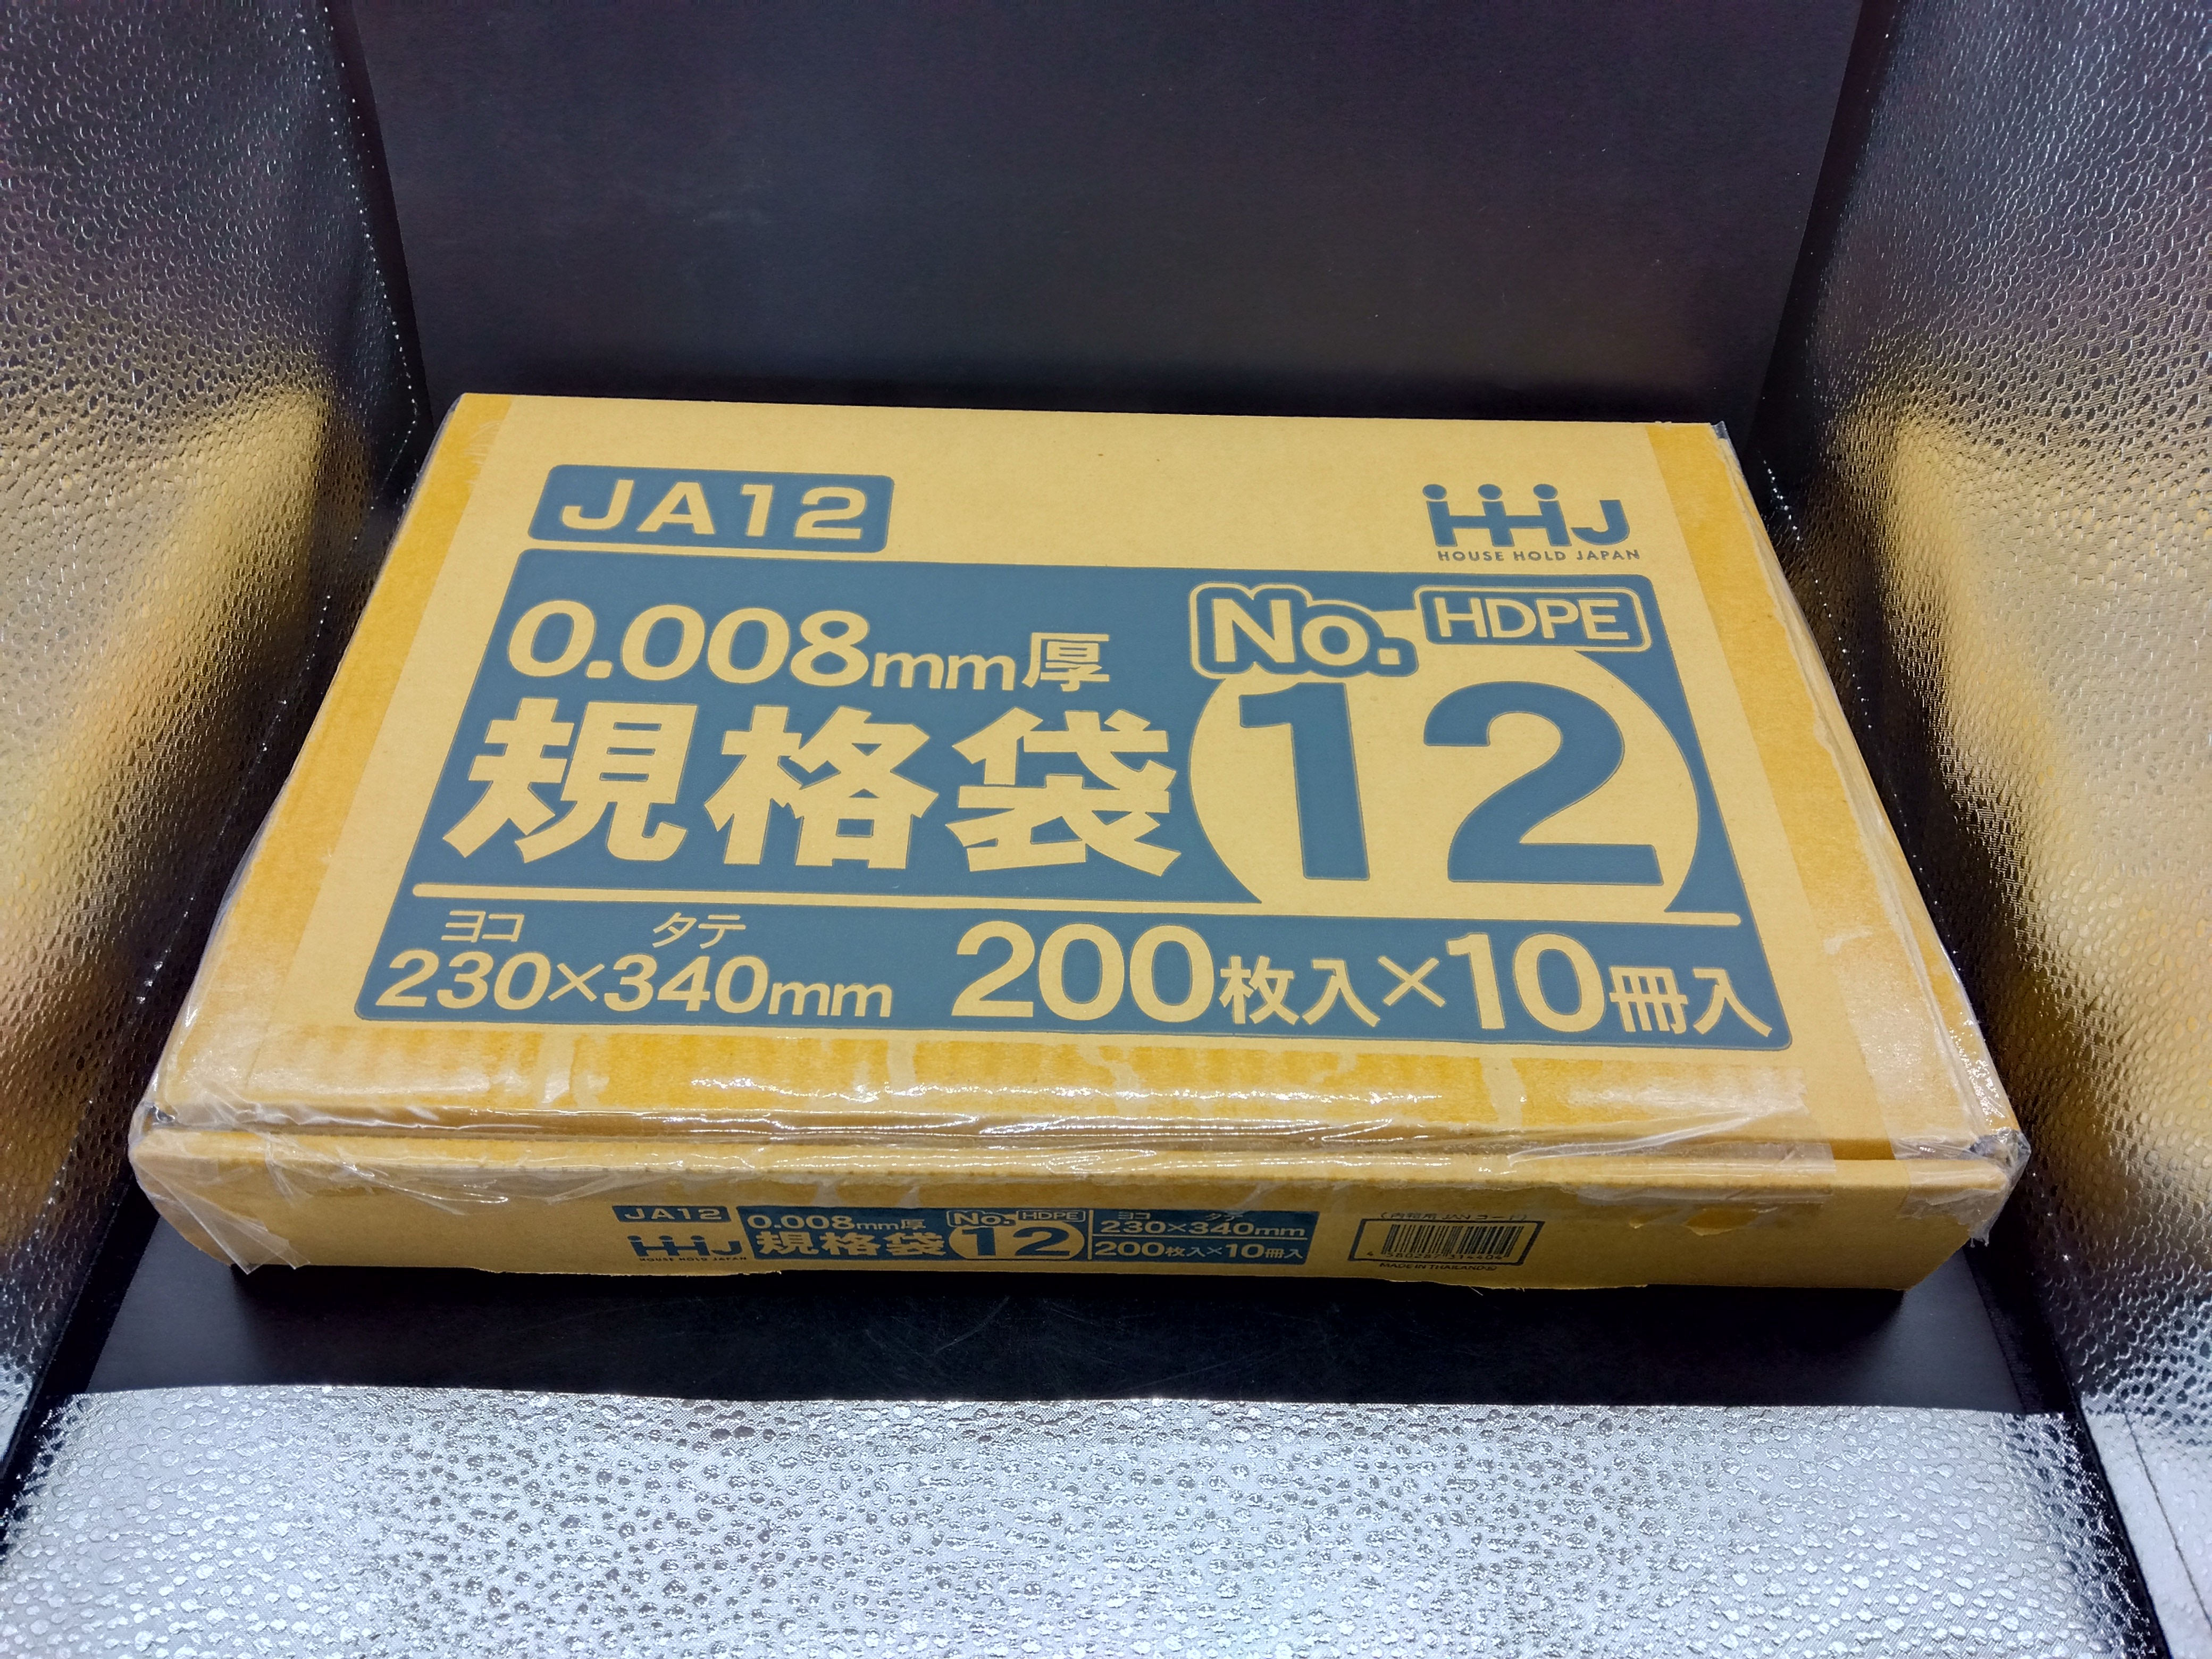 JA12
HHJ
HOUSE HOLD JAPAN
0.008mm厚
No. HDPE
規格袋
12
ヨコ タテ
230×340mm
200枚入×10冊入
JA12
HHJ
HOUSE HOLD JAPAN
0.008mm厚
規格袋
No. HDPE
12
ヨコ タテ
230×340mm
200枚入×10冊入
MADE IN THAILAND